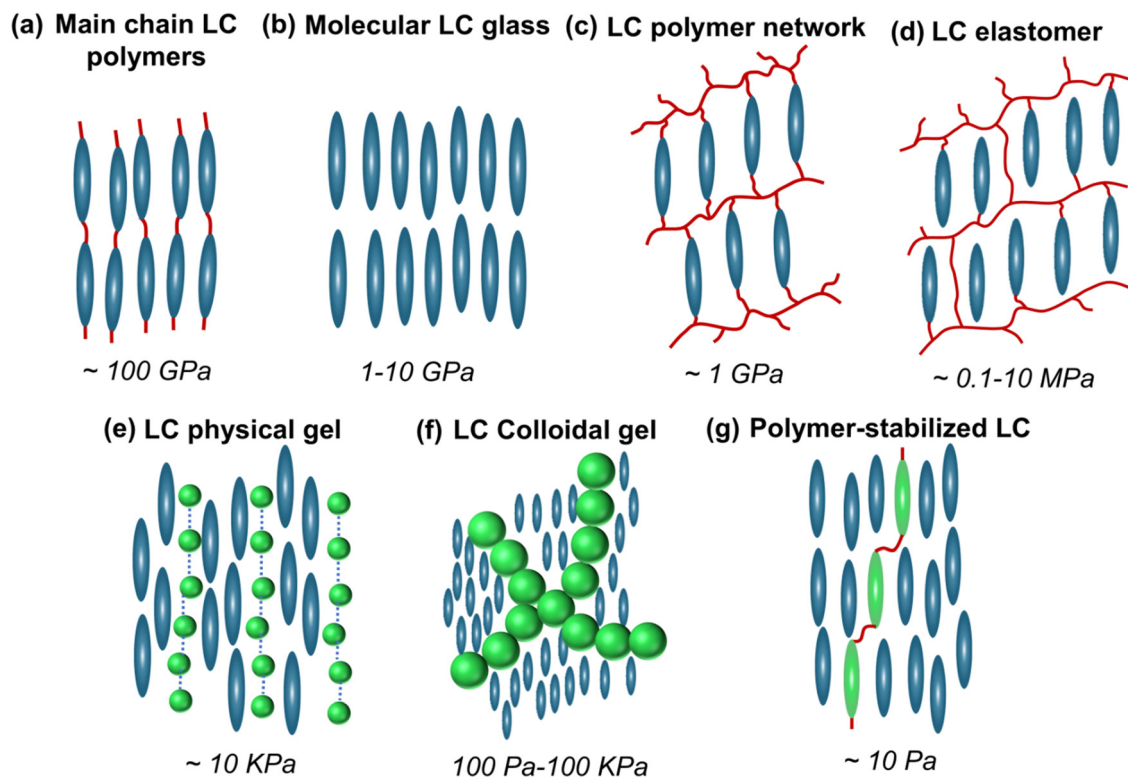 (a) Main chain LC
polymers
(b) Molecular LC glass
(c) LC polymer network
(d) LC elastomer
~ 100 GPa
1-10 GPa
~ 1 GPa
~ 0.1-10 MPa
(e) LC physical gel
(f) LC Colloidal gel
(g) Polymer-stabilized LC
~ 10 KPa
100 Pa-100 KPa
~ 10 Pa